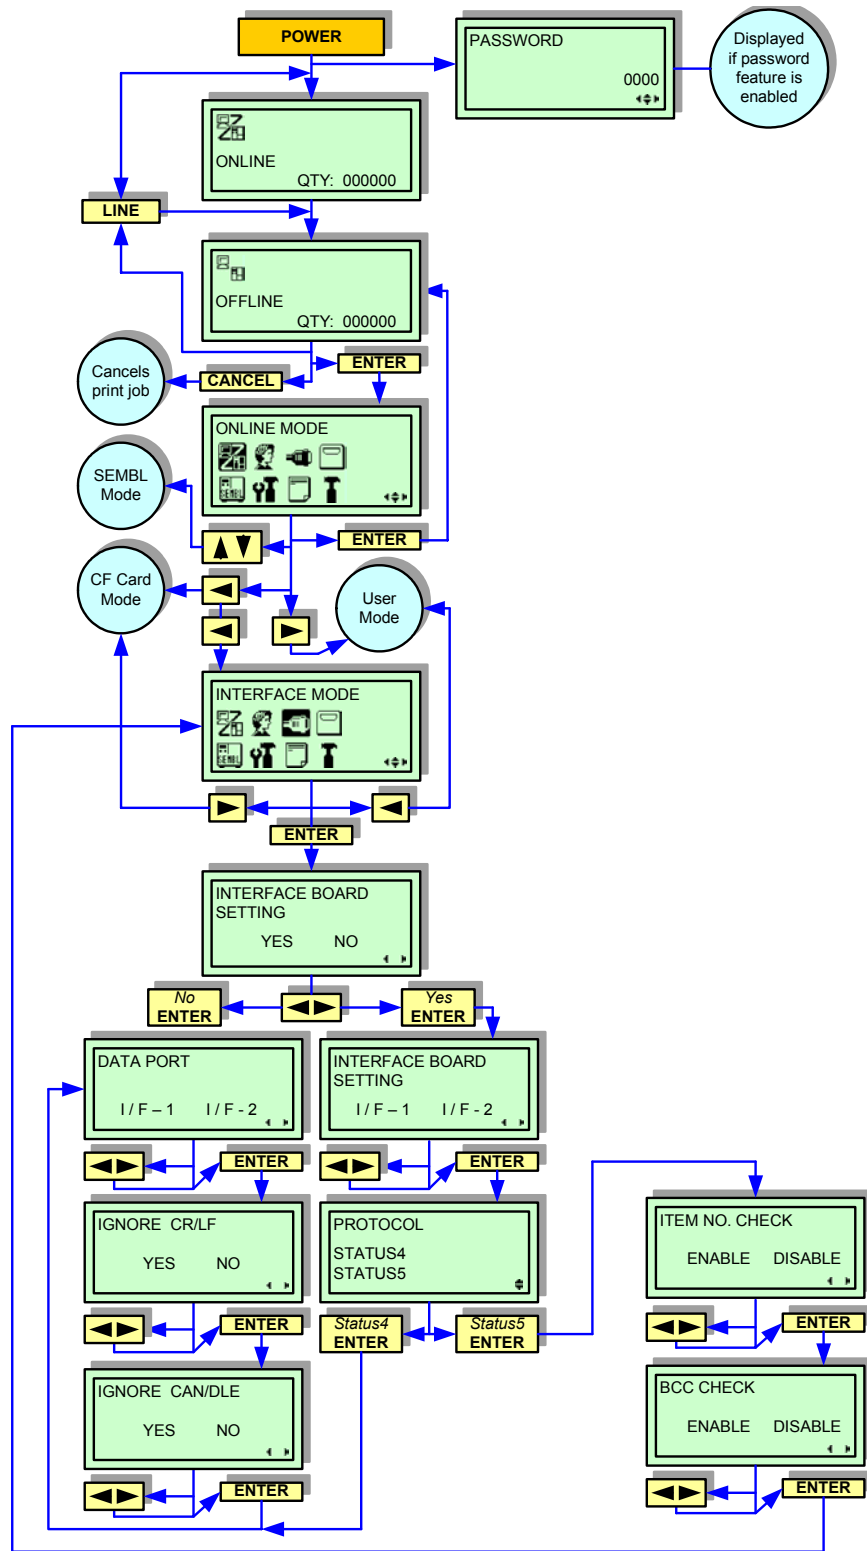 POWER
PASSWORD
0000
Displayed
if password
feature is
enabled
ONLINE
QTY: 000000
LINE
OFFLINE
QTY: 000000
ENTER
CANCEL
Cancels
print job
ONLINE MODE
SEMBL
SEMBL
Mode
ENTER
CF Card
Mode
User
Mode
INTERFACE MODE
SEMBL
ENTER
INTERFACE BOARD
SETTING
YES NO
No
ENTER
Yes
ENTER
DATA PORT
I / F – 1 I / F - 2
INTERFACE BOARD
SETTING
I / F – 1 I / F - 2
ENTER
ENTER
IGNORE CR/LF
YES NO
PROTOCOL
STATUS4
STATUS5
ITEM NO. CHECK
ENABLE DISABLE
ENTER
Status4
ENTER
Status5
ENTER
ENTER
IGNORE CAN/DLE
YES NO
BCC CHECK
ENABLE DISABLE
ENTER
ENTER